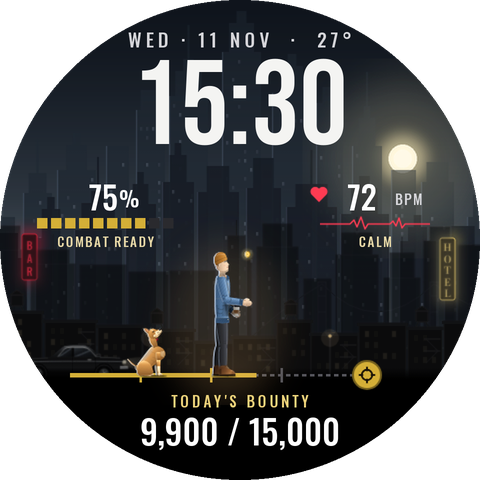 WED · 11 NOV · 27°
15:30
75%
COMBAT READY
72 BPM
CALM
BAR
HOTEL
TODAY'S BOUNTY
9,900 / 15,000